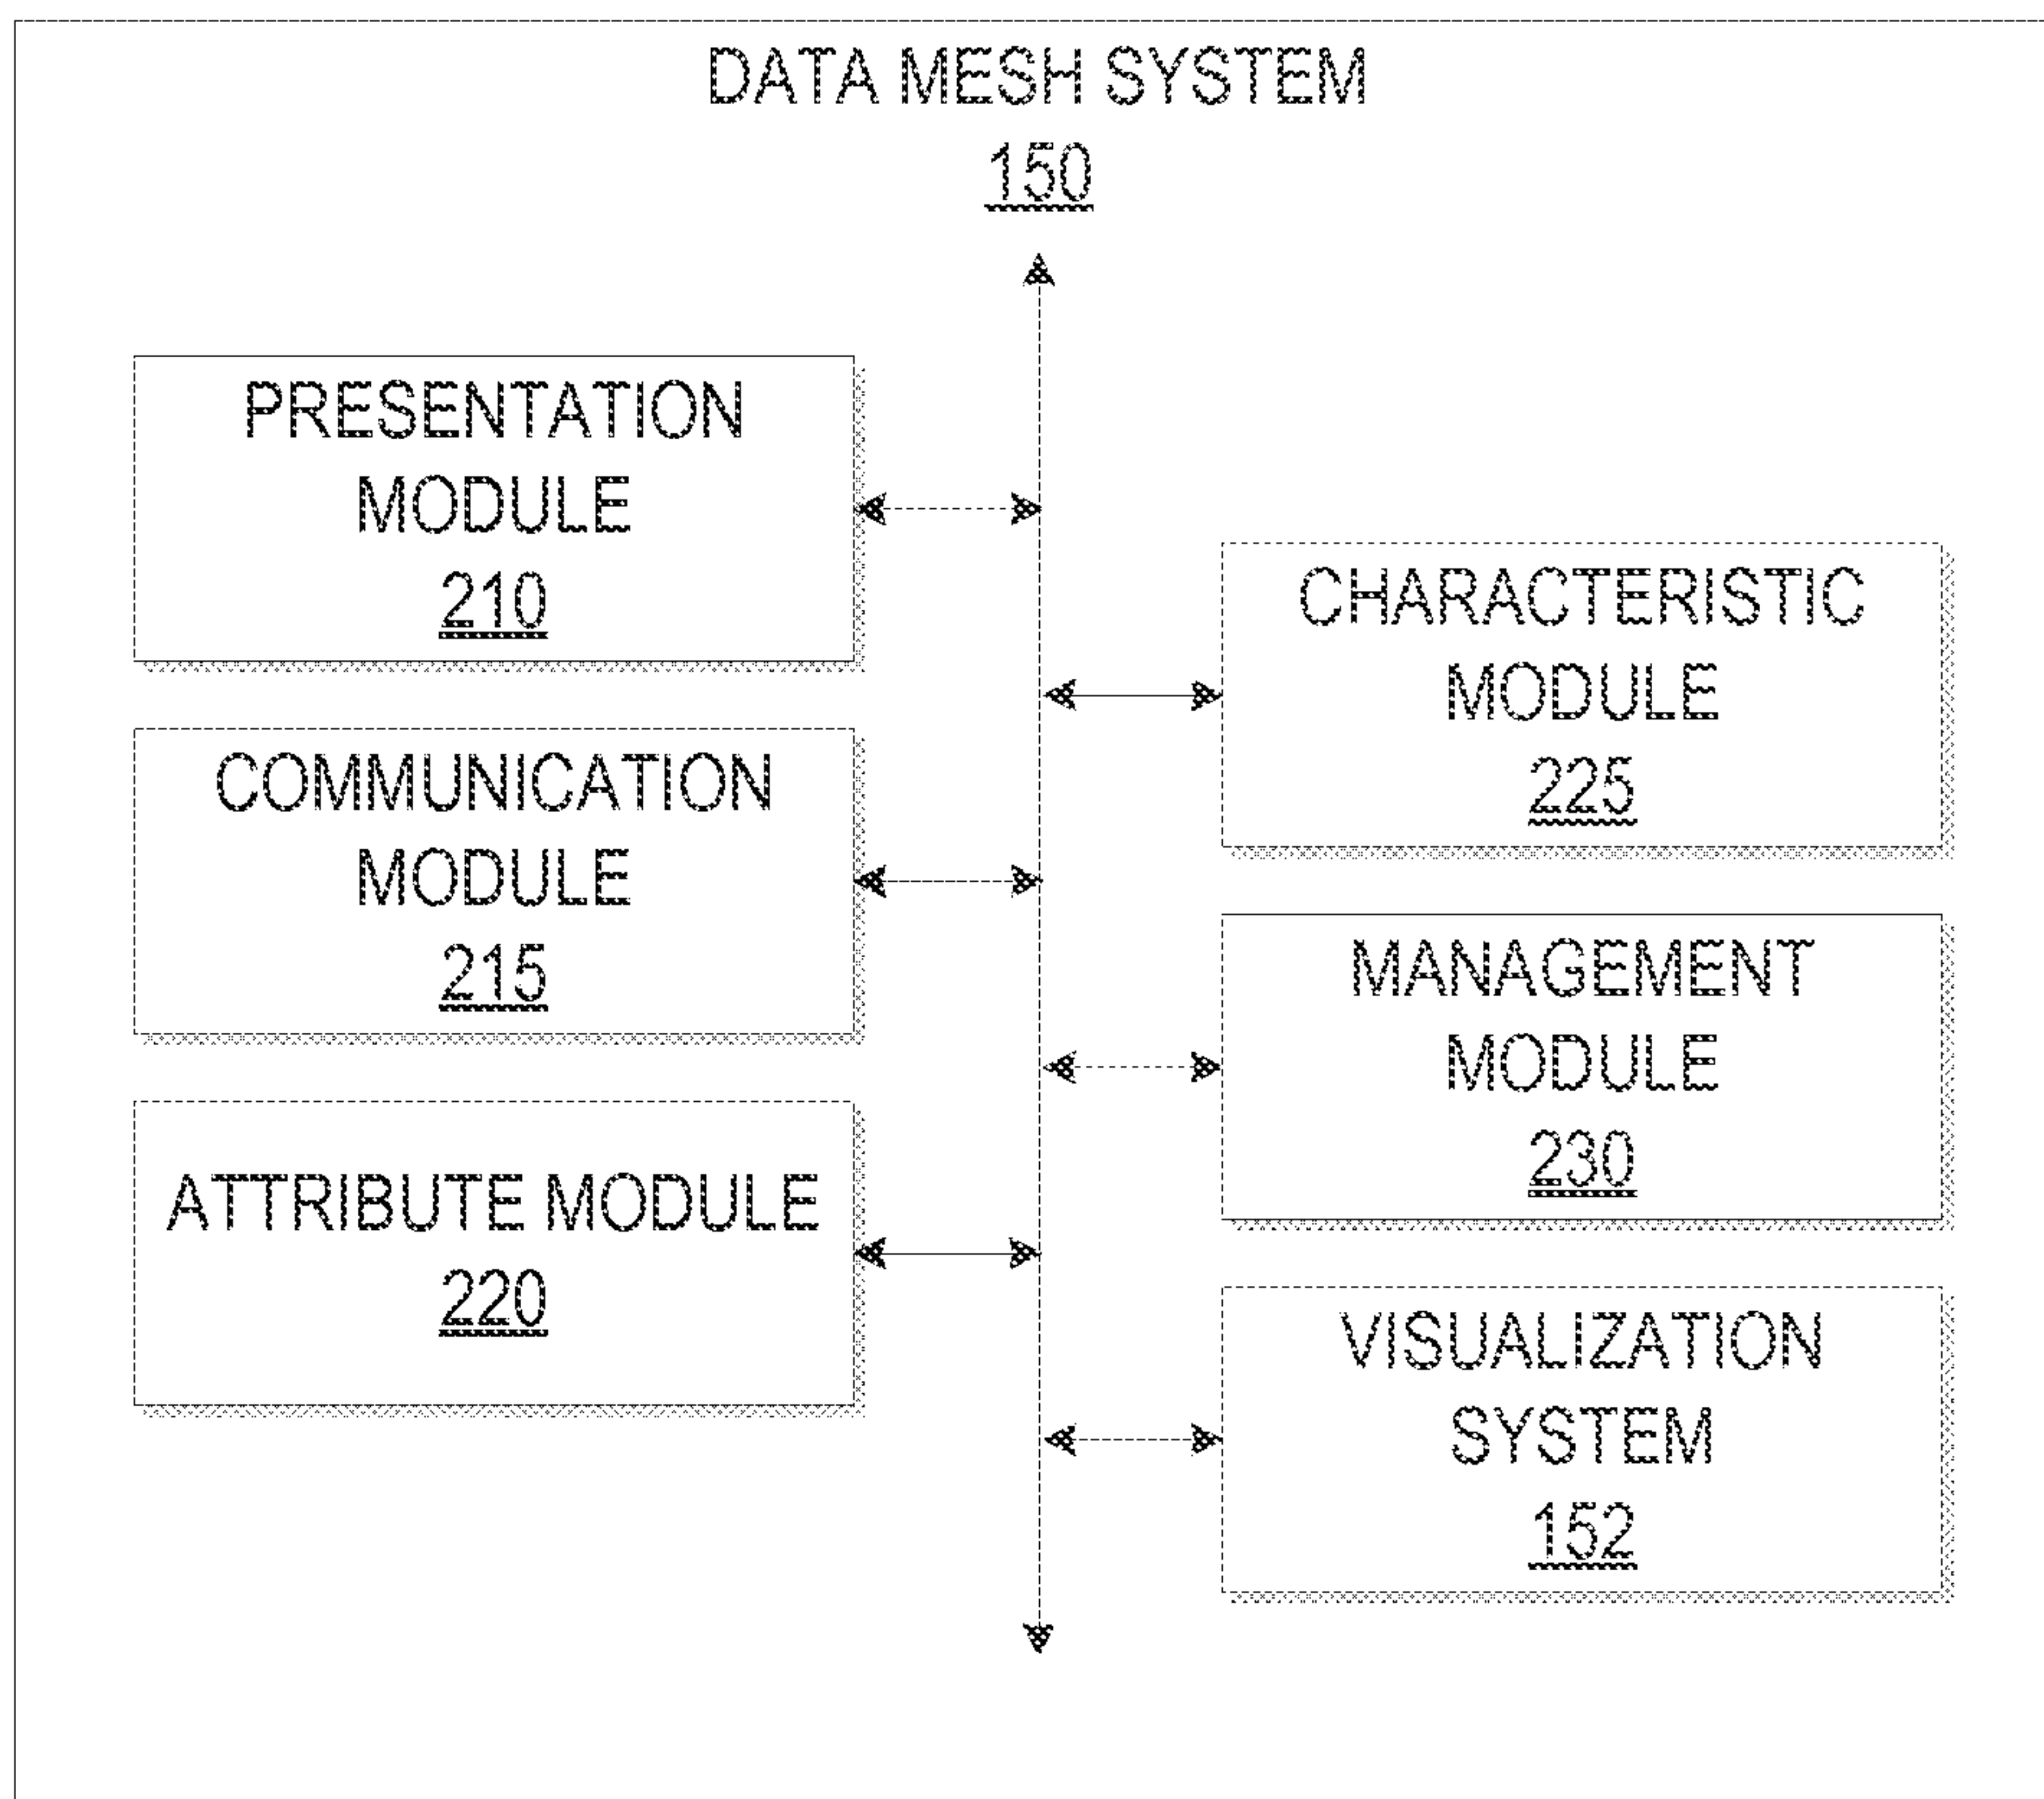 DATA MESH SYSTEM
150
PRESENTATION
MODULE
210
COMMUNICATION
MODULE
215
ATTRIBUTE MODULE
220
CHARACTERISTIC
MODULE
225
MANAGEMENT
MODULE
230
VISUALIZATION
SYSTEM
152